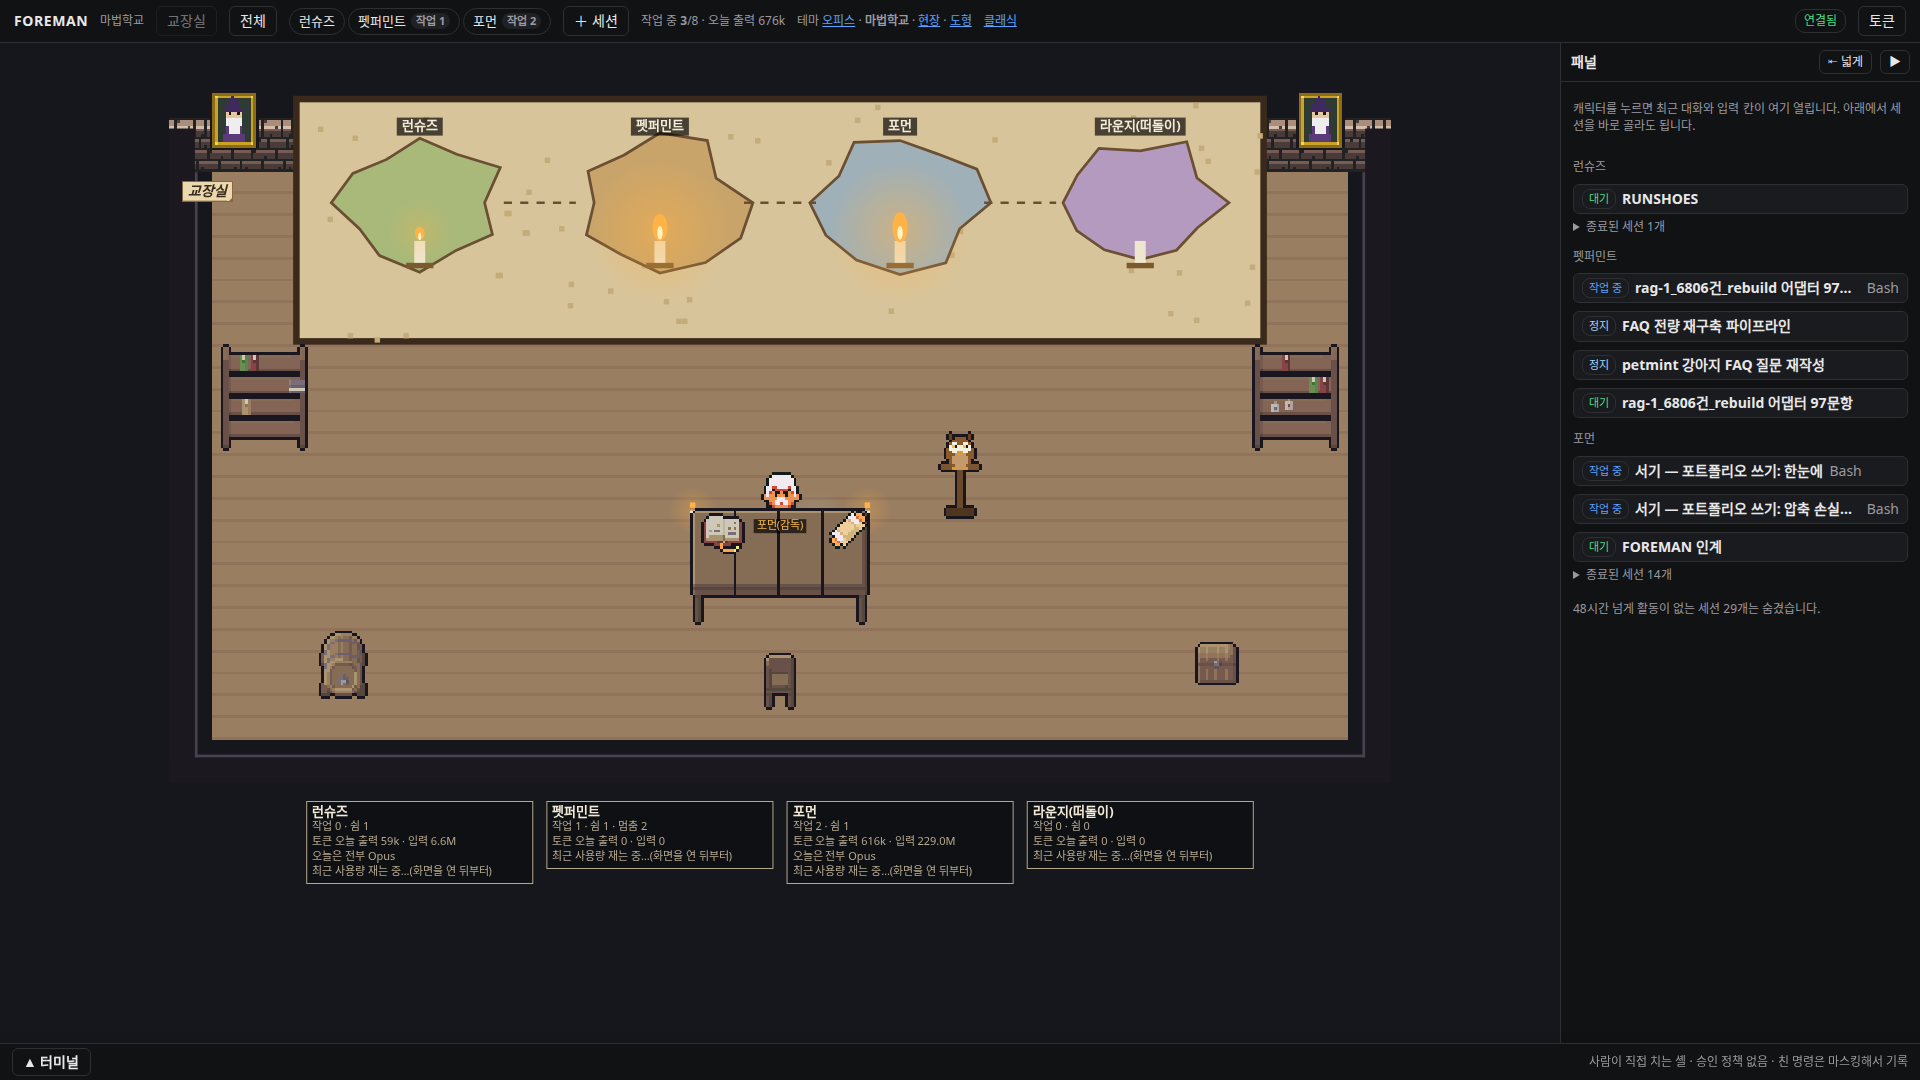 FOREMAN 마법학교 교장실 전체 런슈즈 펫퍼민트 작업 1 포먼 작업 2 ＋ 세션 작업 중 3/8 · 오늘 출력 676k 테마 오피스 · 마법학교 · 현장 · 도형 클래식 연결됨 토큰
패널 ⇤ 넓게 ▶
캐릭터를 누르면 최근 대화와 입력 칸이 여기 열립니다. 아래에서 세
션을 바로 골라도 됩니다.
런슈즈
대기 RUNSHOES
▶ 종료된 세션 1개
펫퍼민트
작업 중 rag-1_6806건_rebuild 어댑터 97... Bash
정지 FAQ 전량 재구축 파이프라인
정지 petmint 강아지 FAQ 질문 재작성
대기 rag-1_6806건_rebuild 어댑터 97문항
포먼
작업 중 서기 — 포트폴리오 쓰기: 한눈에 Bash
작업 중 서기 — 포트폴리오 쓰기: 압축 손실... Bash
대기 FOREMAN 인계
▶ 종료된 세션 14개
48시간 넘게 활동이 없는 세션 29개는 숨겼습니다.
런슈즈 펫퍼민트 포먼 라운지(떠돌이)
교장실
포먼(감독)
런슈즈
작업 0 · 쉼 1
토큰 오늘 출력 59k · 입력 6.6M
오늘은 전부 Opus
최근 사용량 재는 중...(화면을 연 뒤부터)
펫퍼민트
작업 1 · 쉼 1 · 멈춤 2
토큰 오늘 출력 0 · 입력 0
최근 사용량 재는 중...(화면을 연 뒤부터)
포먼
작업 2 · 쉼 1
토큰 오늘 출력 616k · 입력 229.0M
오늘은 전부 Opus
최근 사용량 재는 중...(화면을 연 뒤부터)
라운지(떠돌이)
작업 0 · 쉼 0
토큰 오늘 출력 0 · 입력 0
최근 사용량 재는 중...(화면을 연 뒤부터)
▲ 터미널 사람이 직접 치는 셸 · 승인 정책 없음 · 친 명령은 마스킹해서 기록